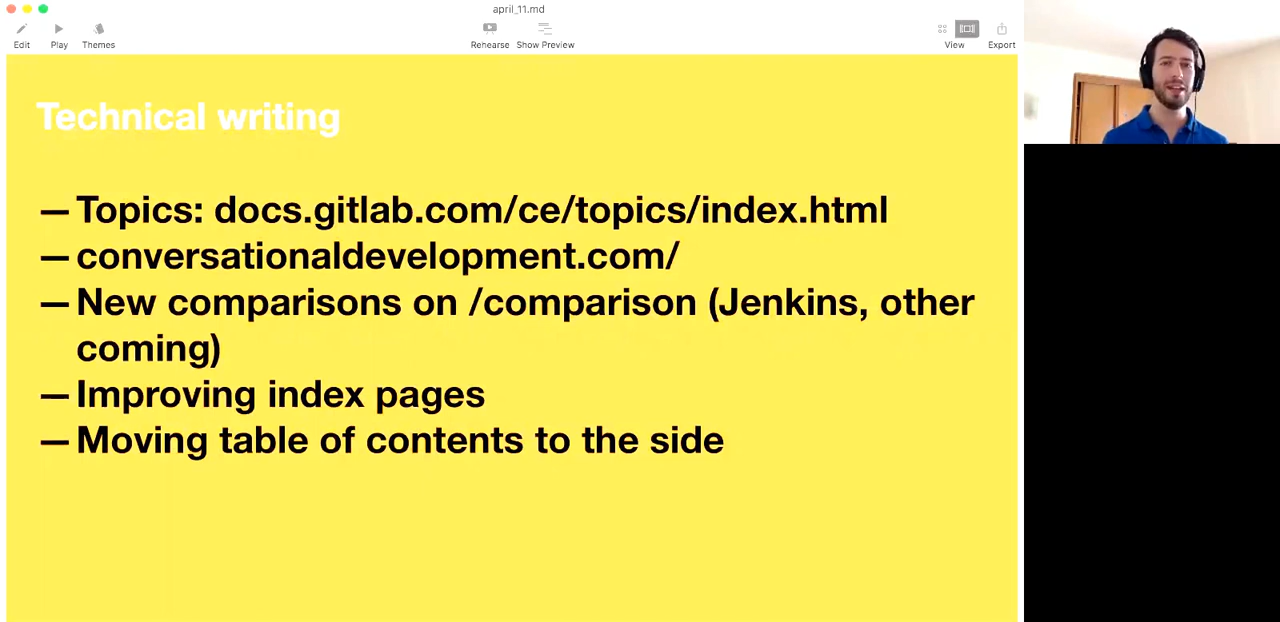 april_11.md
Edit Play Themes Rehearse Show Preview View Export
Technical writing
— Topics: docs.gitlab.com/ce/topics/index.html
— conversationaldevelopment.com/
— New comparisons on /comparison (Jenkins, other
coming)
— Improving index pages
— Moving table of contents to the side